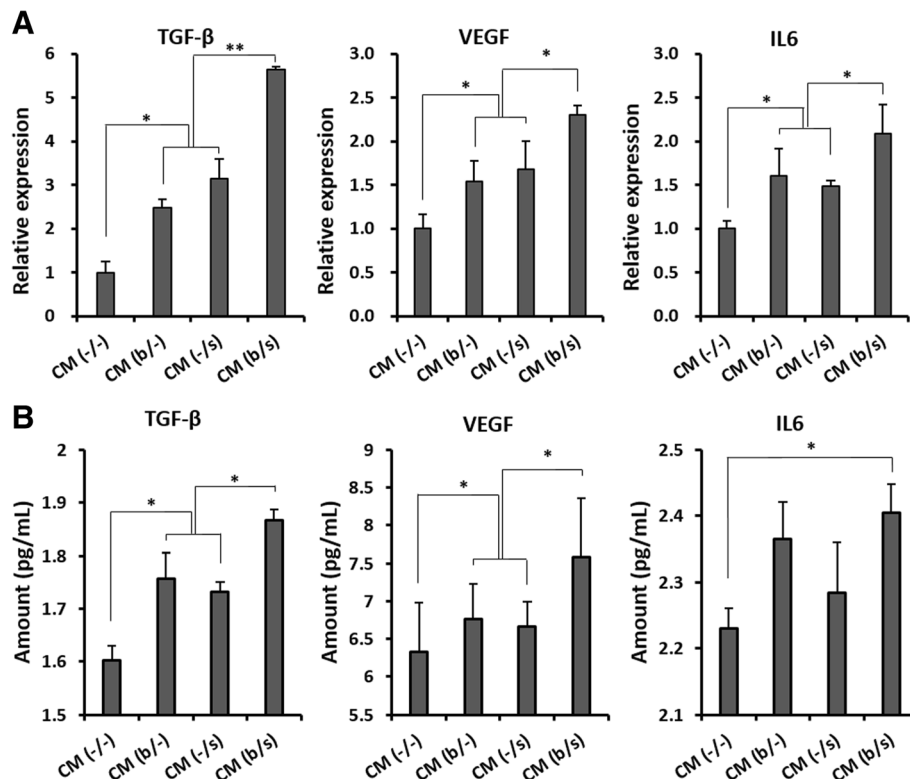 A
TGF-β
VEGF
IL6
Relative expression
6
5
4
3
2
1
0
*
**
CM (-/-)
CM (b/-)
CM (-/s)
CM (b/s)
Relative expression
3.0
2.5
2.0
1.5
1.0
0.5
0.0
*
*
CM (-/-)
CM (b/-)
CM (-/s)
CM (b/s)
Relative expression
3.0
2.5
2.0
1.5
1.0
0.5
0.0
*
*
CM (-/-)
CM (b/-)
CM (-/s)
CM (b/s)
B
TGF-β
VEGF
IL6
Amount (pg/mL)
2
1.9
1.8
1.7
1.6
1.5
*
*
CM (-/-)
CM (b/-)
CM (-/s)
CM (b/s)
Amount (pg/mL)
9
8.5
8
7.5
7
6.5
6
5.5
*
*
CM (-/-)
CM (b/-)
CM (-/s)
CM (b/s)
Amount (pg/mL)
2.5
2.4
2.3
2.2
2.1
*
CM (-/-)
CM (b/-)
CM (-/s)
CM (b/s)